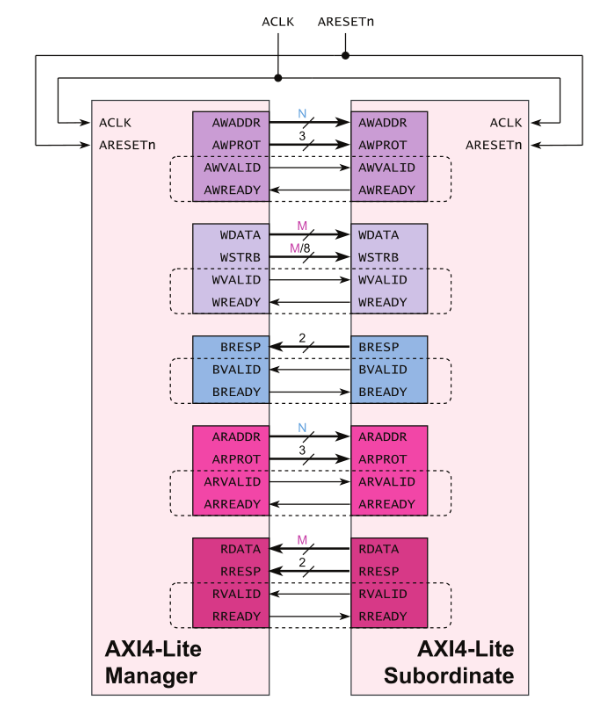 ACLK ARESETn
ACLK ACLK
ARESETn ARESETn
AWADDR N AWADDR
AWPROT 3 AWPROT
AWVALID AWVALID
AWREADY AWREADY
WDATA M WDATA
WSTRB M/8 WSTRB
WVALID WVALID
WREADY WREADY
BRESP 2 BRESP
BVALID BVALID
BREADY BREADY
ARADDR N ARADDR
ARPROT 3 ARPROT
ARVALID ARVALID
ARREADY ARREADY
RDATA M RDATA
RRESP 2 RRESP
RVALID RVALID
RREADY RREADY
AXI4-Lite AXI4-Lite
Manager Subordinate